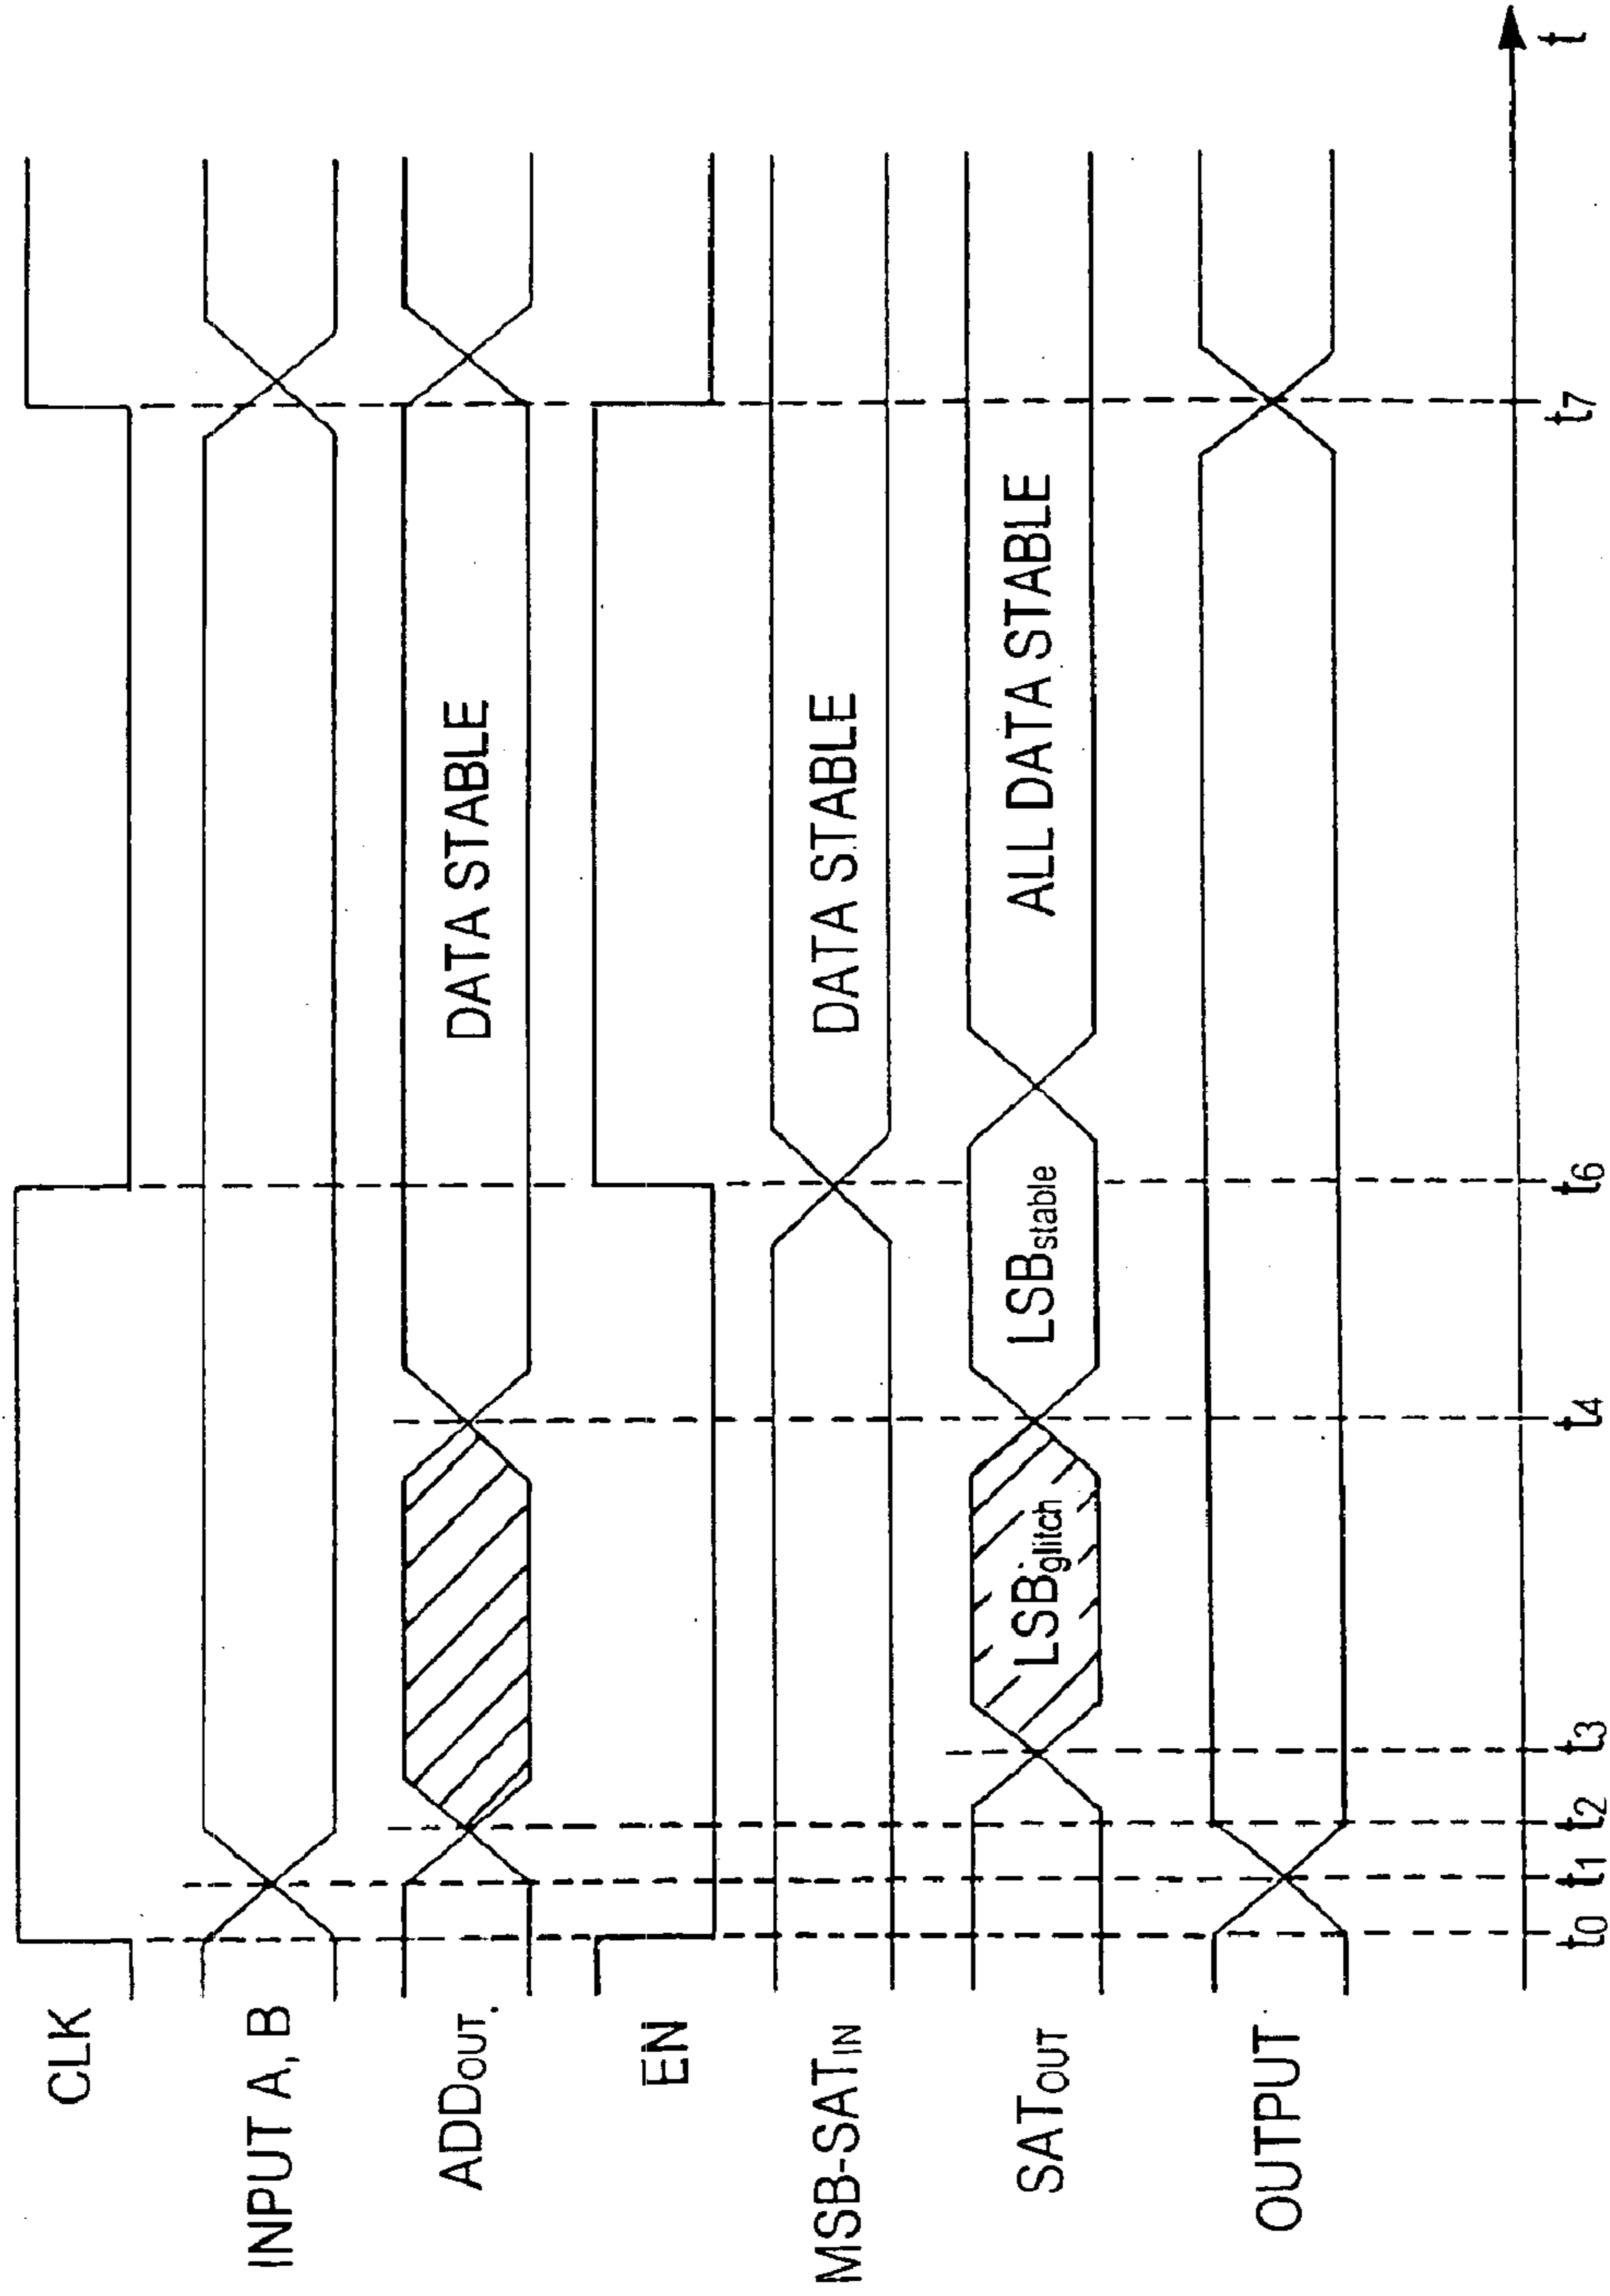 CLK
INPUT A, B
ADDOUT
DATA STABLE
EN
MSB-SATIN
DATA STABLE
SATOUT
LSBglitch
LSBstable
ALL DATA STABLE
OUTPUT
t0 t1 t2 t3 t4 t6 t7 t